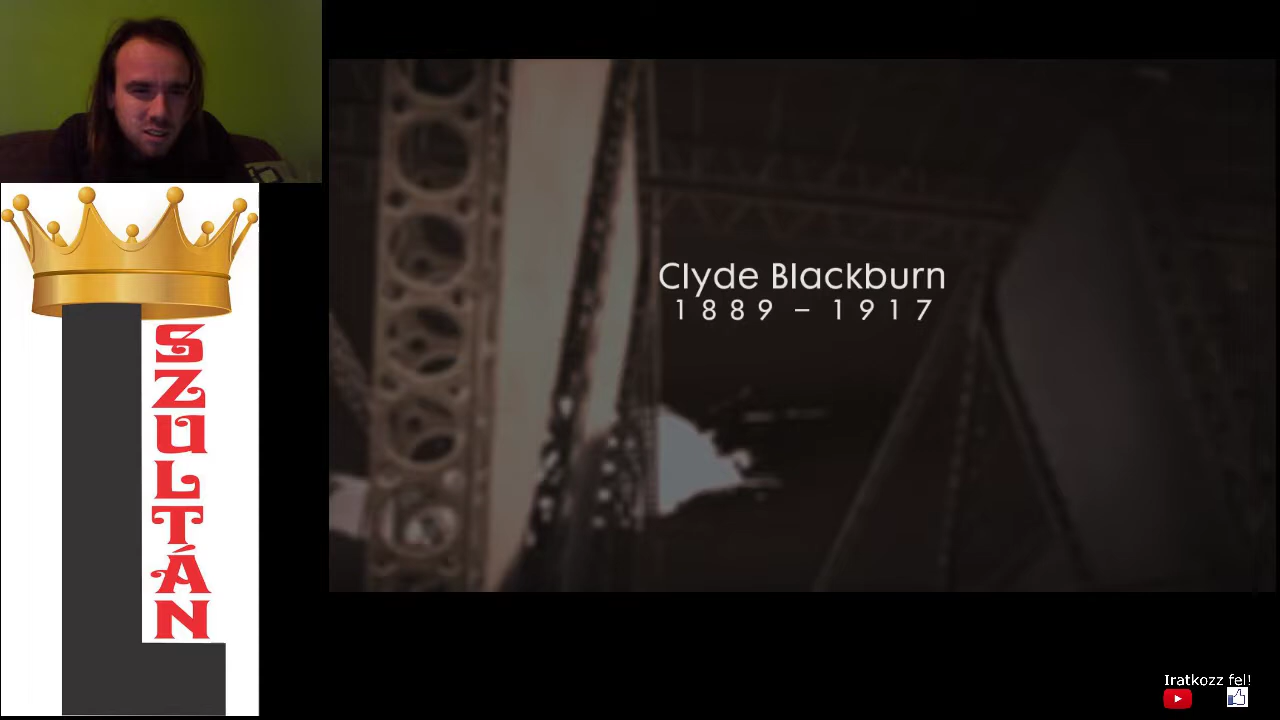 Clyde Blackburn
1889 – 1917
L
SZULTÁN
Iratkozz fel!